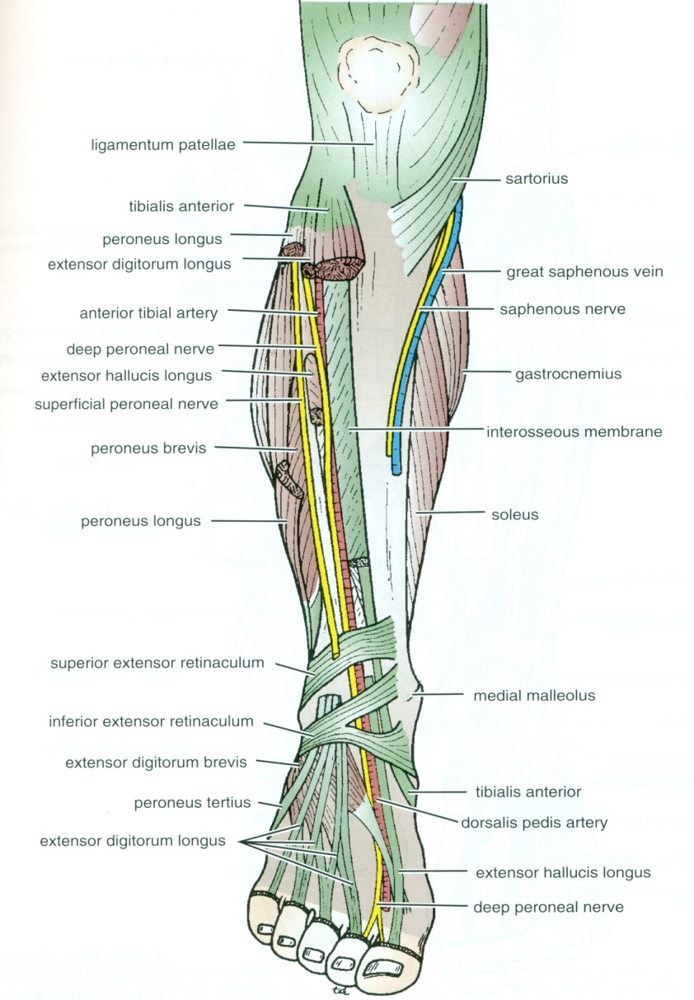 ligamentum patellae
sartorius
tibialis anterior
peroneus longus
extensor digitorum longus
great saphenous vein
anterior tibial artery
saphenous nerve
deep peroneal nerve
extensor hallucis longus
gastrocnemius
superficial peroneal nerve
interosseous membrane
peroneus brevis
peroneus longus
soleus
superior extensor retinaculum
medial malleolus
inferior extensor retinaculum
extensor digitorum brevis
tibialis anterior
peroneus tertius
dorsalis pedis artery
extensor digitorum longus
extensor hallucis longus
deep peroneal nerve
td